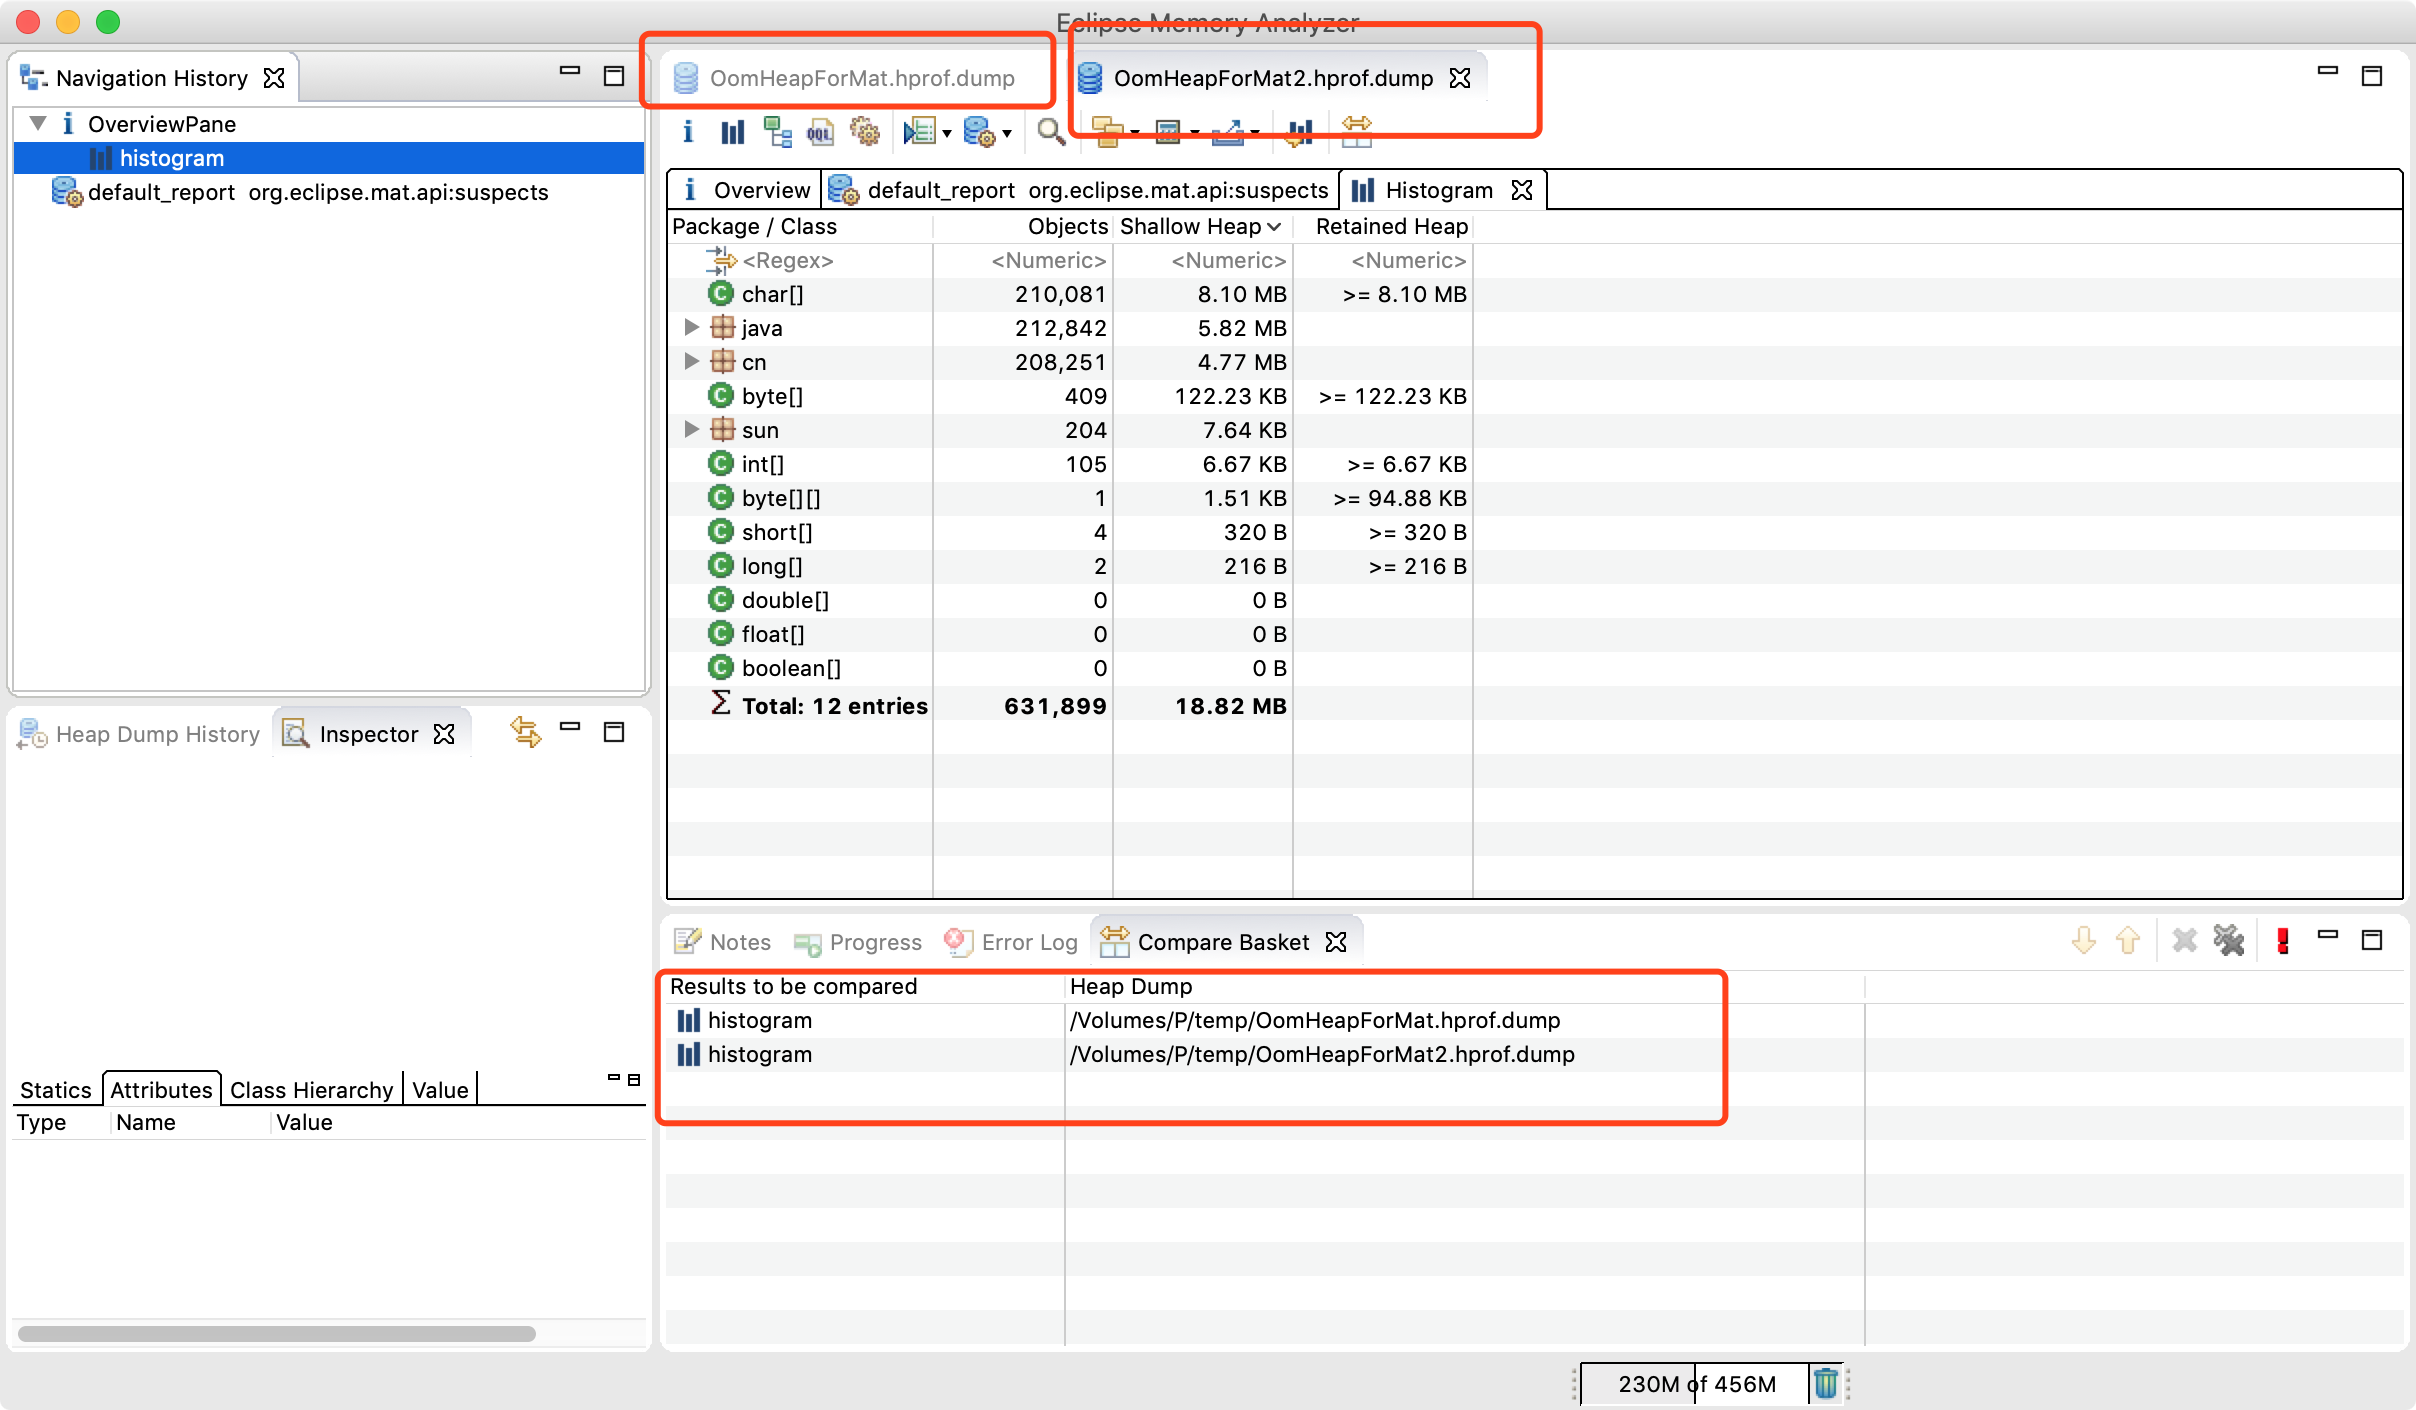 Eclipse Memory Analyzer
Navigation History
OverviewPane
histogram
default_report org.eclipse.mat.api:suspects
OomHeapForMat.hprof.dump
OomHeapForMat2.hprof.dump
i
OQL
Overview
default_report org.eclipse.mat.api:suspects
Histogram
Package / Class Objects Shallow Heap Retained Heap
<Regex> <Numeric> <Numeric> <Numeric>
char[] 210,081 8.10 MB >= 8.10 MB
java 212,842 5.82 MB
cn 208,251 4.77 MB
byte[] 409 122.23 KB >= 122.23 KB
sun 204 7.64 KB
int[] 105 6.67 KB >= 6.67 KB
byte[][] 1 1.51 KB >= 94.88 KB
short[] 4 320 B >= 320 B
long[] 2 216 B >= 216 B
double[] 0 0 B
float[] 0 0 B
boolean[] 0 0 B
Σ Total: 12 entries 631,899 18.82 MB
Heap Dump History
Inspector
Statics
Attributes
Class Hierarchy
Value
Type Name Value
Notes
Progress
Error Log
Compare Basket
Results to be compared Heap Dump
histogram /Volumes/P/temp/OomHeapForMat.hprof.dump
histogram /Volumes/P/temp/OomHeapForMat2.hprof.dump
230M of 456M